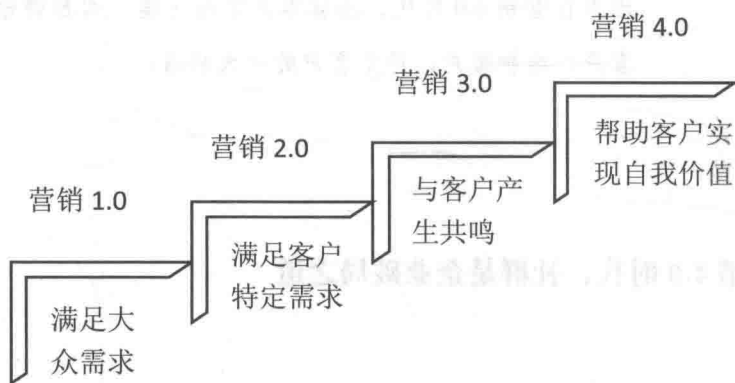 营销 4.0
营销 3.0
帮助客户实
现自我价值
营销 2.0
与客户产
生共鸣
营销 1.0
满足客户
特定需求
满足大
众需求